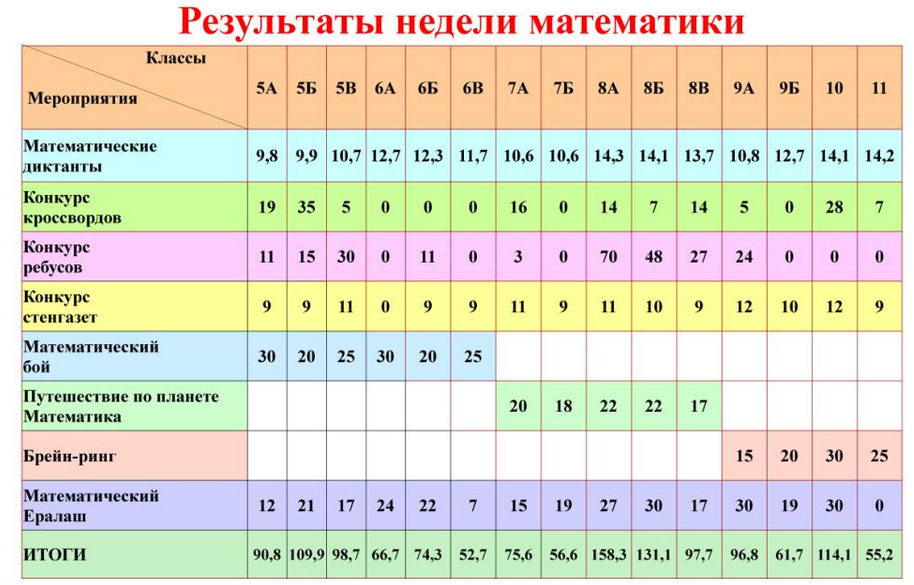 Результаты недели математики
Классы
Мероприятия
5А 5Б 5В 6А 6Б 6В 7А 7Б 8А 8Б 8В 9А 9Б 10 11
Математические
диктанты
9,8 9,9 10,7 12,7 12,3 11,7 10,6 10,6 14,3 14,1 13,7 10,8 12,7 14,1 14,2
Конкурс
кроссвордов
19 35 5 0 0 0 16 0 14 7 14 5 0 28 7
Конкурс
ребусов
11 15 30 0 11 0 3 0 70 48 27 24 0 0 0
Конкурс
стенгазет
9 9 11 0 9 9 11 9 11 10 9 12 10 12 9
Математический
бой
30 20 25 30 20 25
Путешествие по планете
Математика
20 18 22 22 17
Брейн-ринг
15 20 30 25
Математический
Ералаш
12 21 17 24 22 7 15 19 27 30 17 30 19 30 0
ИТОГИ
90,8 109,9 98,7 66,7 74,3 52,7 75,6 56,6 158,3 131,1 97,7 96,8 61,7 114,1 55,2